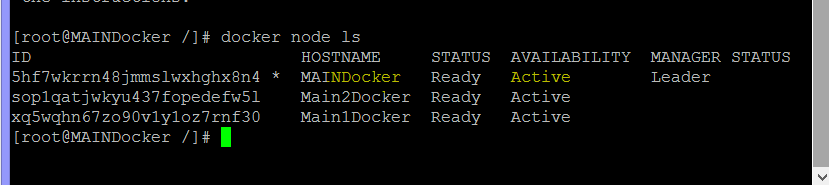 the instructions.
[root@MAINDocker /]# docker node ls
ID HOSTNAME STATUS AVAILABILITY MANAGER STATUS
5hf7wkrrn48jmmslwxhghx8n4 * MAINDocker Ready Active Leader
sop1qatjwkyu437fopedefw5l Main2Docker Ready Active
xq5wqhn67zo90v1y1oz7rnf30 Main1Docker Ready Active
[root@MAINDocker /]#